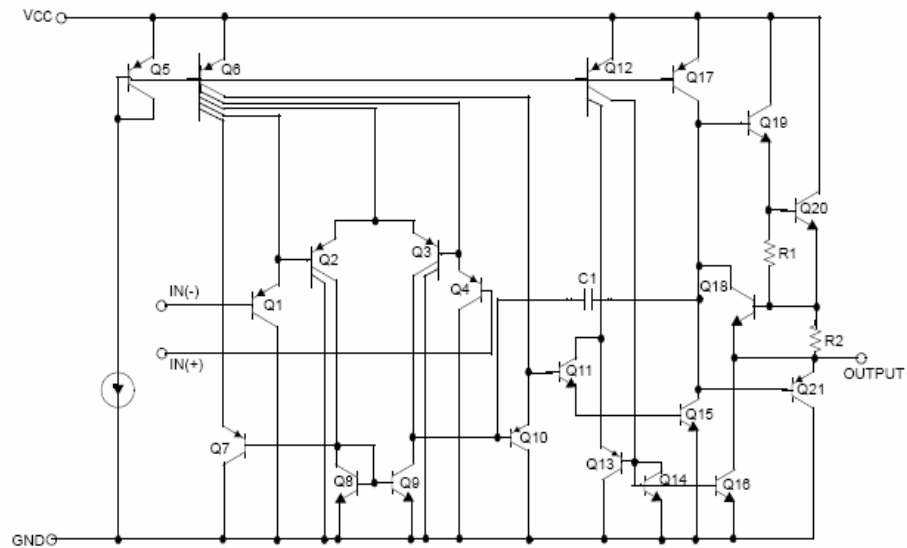 VCC
Q5
Q6
Q12
Q17
Q19
Q20
Q2
Q3
Q4
C1
R1
Q18
Q1
IN(-)
IN(+)
R2
OUTPUT
Q11
Q21
Q15
Q7
Q10
Q13
Q8
Q9
Q14
Q16
GND